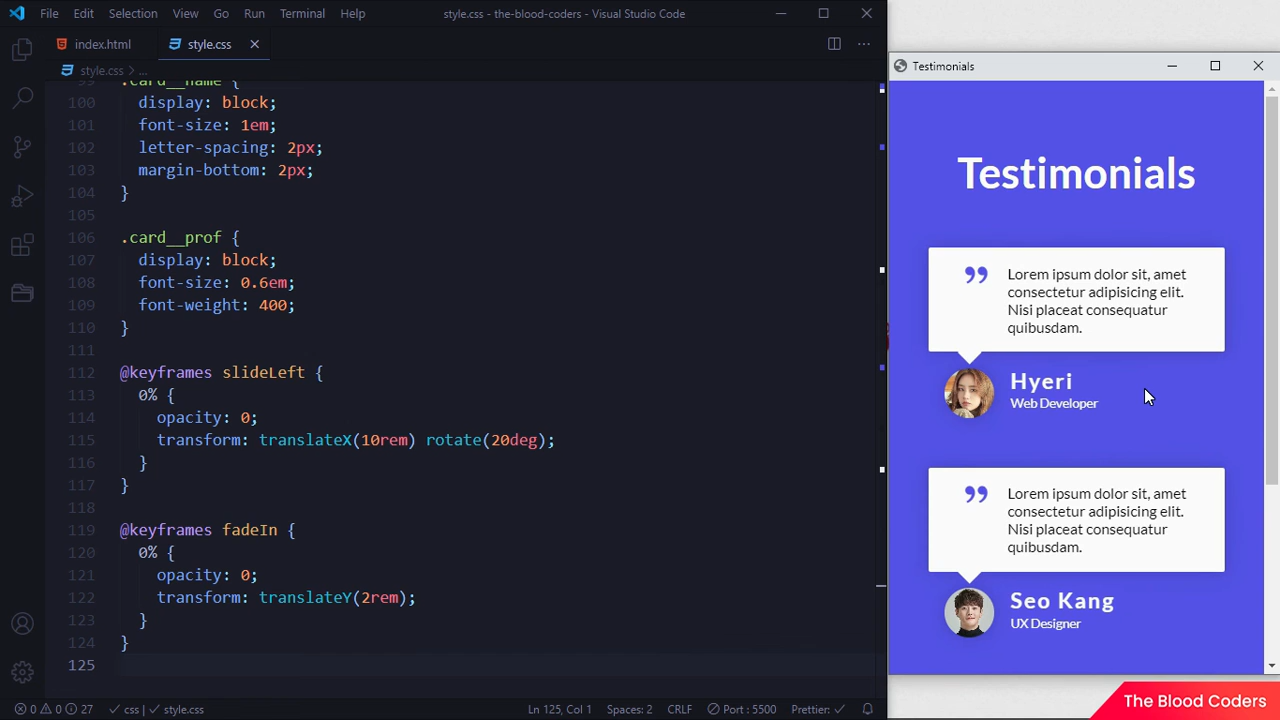 File Edit Selection View Go Run Terminal Help
style.css - the-blood-coders - Visual Studio Code
index.html
style.css
style.css > ...
99 .card__name {
100 display: block;
101 font-size: 1em;
102 letter-spacing: 2px;
103 margin-bottom: 2px;
104 }
105
106 .card__prof {
107 display: block;
108 font-size: 0.6em;
109 font-weight: 400;
110 }
111
112 @keyframes slideLeft {
113 0% {
114 opacity: 0;
115 transform: translateX(10rem) rotate(20deg);
116 }
117 }
118
119 @keyframes fadeIn {
120 0% {
121 opacity: 0;
122 transform: translateY(2rem);
123 }
124 }
125
0 0 27 css style.css
Ln 125, Col 1 Spaces: 2 CRLF Port : 5500 Prettier:
Testimonials
Testimonials
Lorem ipsum dolor sit, amet
consectetur adipisicing elit.
Nisi placeat consequatur
quibusdam.
Hyeri
Web Developer
Lorem ipsum dolor sit, amet
consectetur adipisicing elit.
Nisi placeat consequatur
quibusdam.
Seo Kang
UX Designer
The Blood Coders